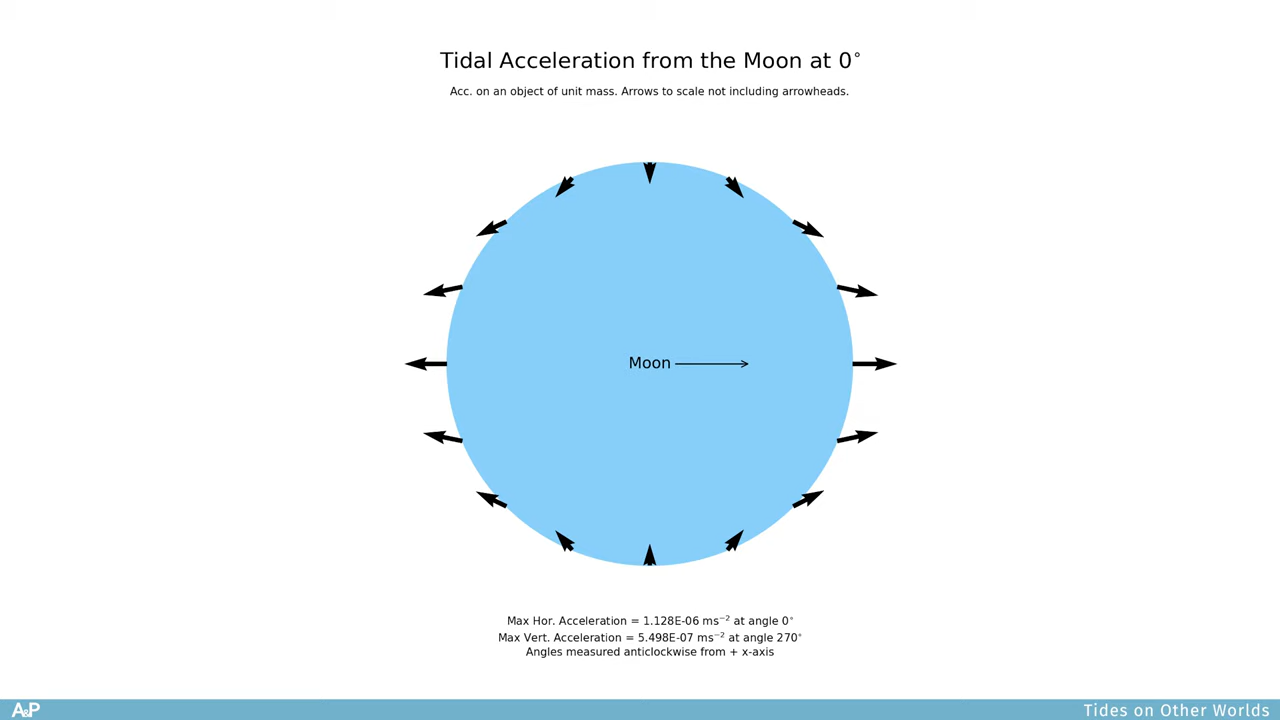 Tidal Acceleration from the Moon at 0°
Acc. on an object of unit mass. Arrows to scale not including arrowheads.
Moon
Max Hor. Acceleration = 1.128E-06 ms⁻² at angle 0°
Max Vert. Acceleration = 5.498E-07 ms⁻² at angle 270°
Angles measured anticlockwise from + x-axis
A&P
Tides on Other Worlds